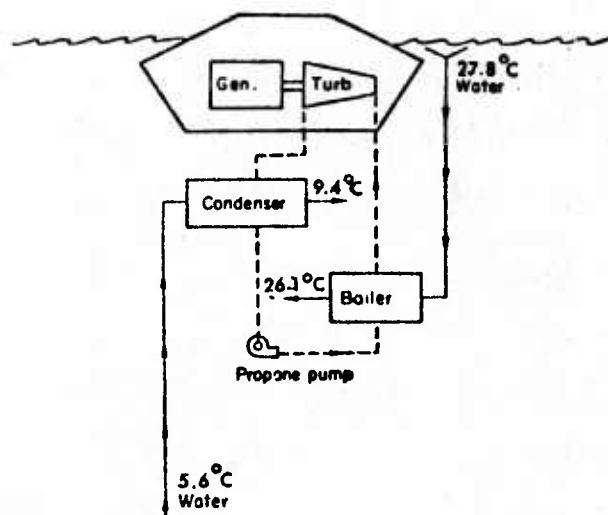 Gen.
Turb
27.8°C
Water
Condenser
9.4°C
Boiler
Propane pump
5.6°C
Water